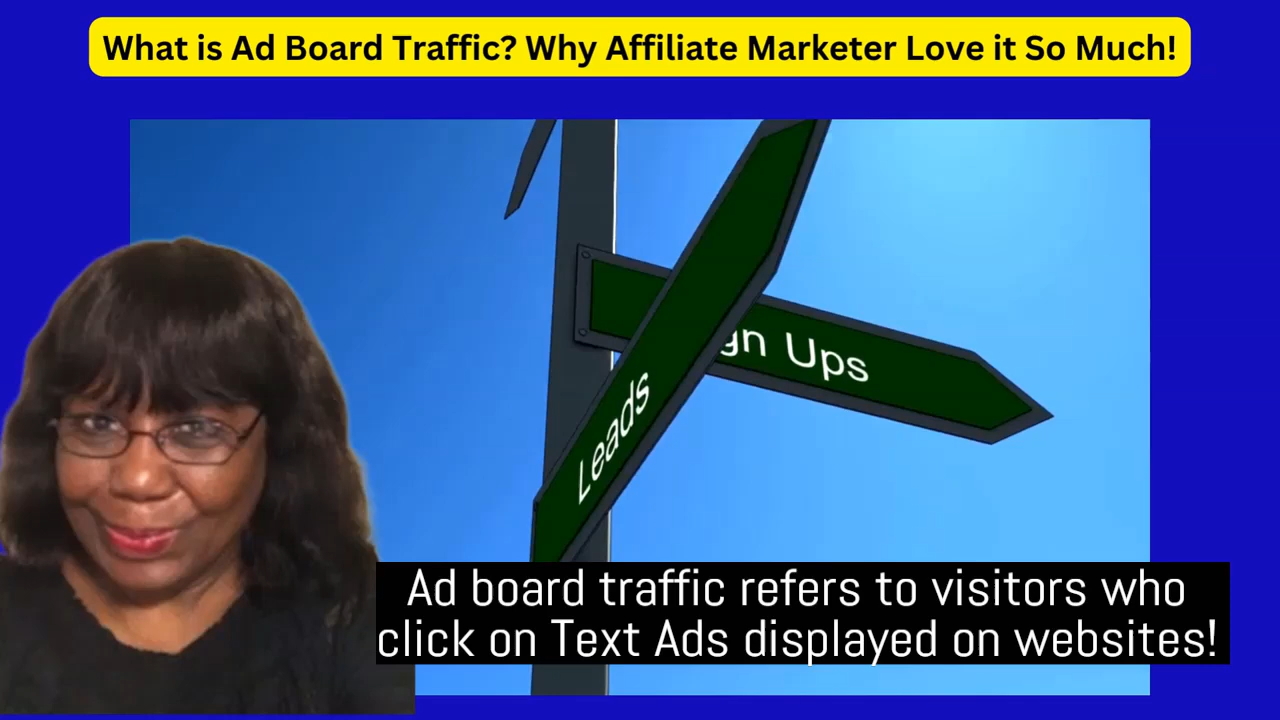 What is Ad Board Traffic? Why Affiliate Marketer Love it So Much!
gn Ups
Leads
Ad board traffic refers to visitors who
click on Text Ads displayed on websites!